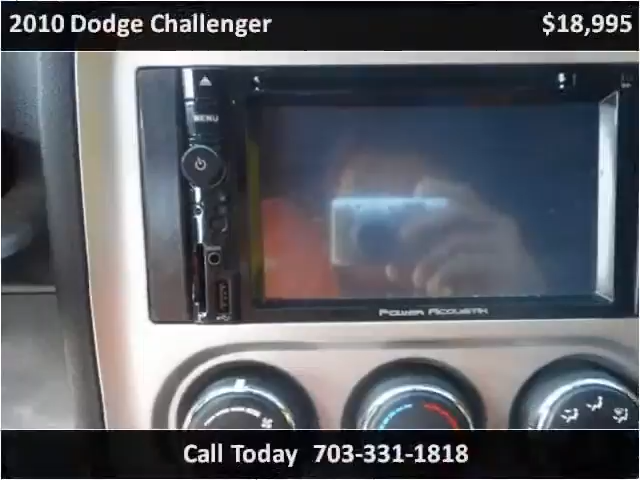 2010 Dodge Challenger $18,995
MENU
POWER ACOUSTIK
Call Today 703-331-1818